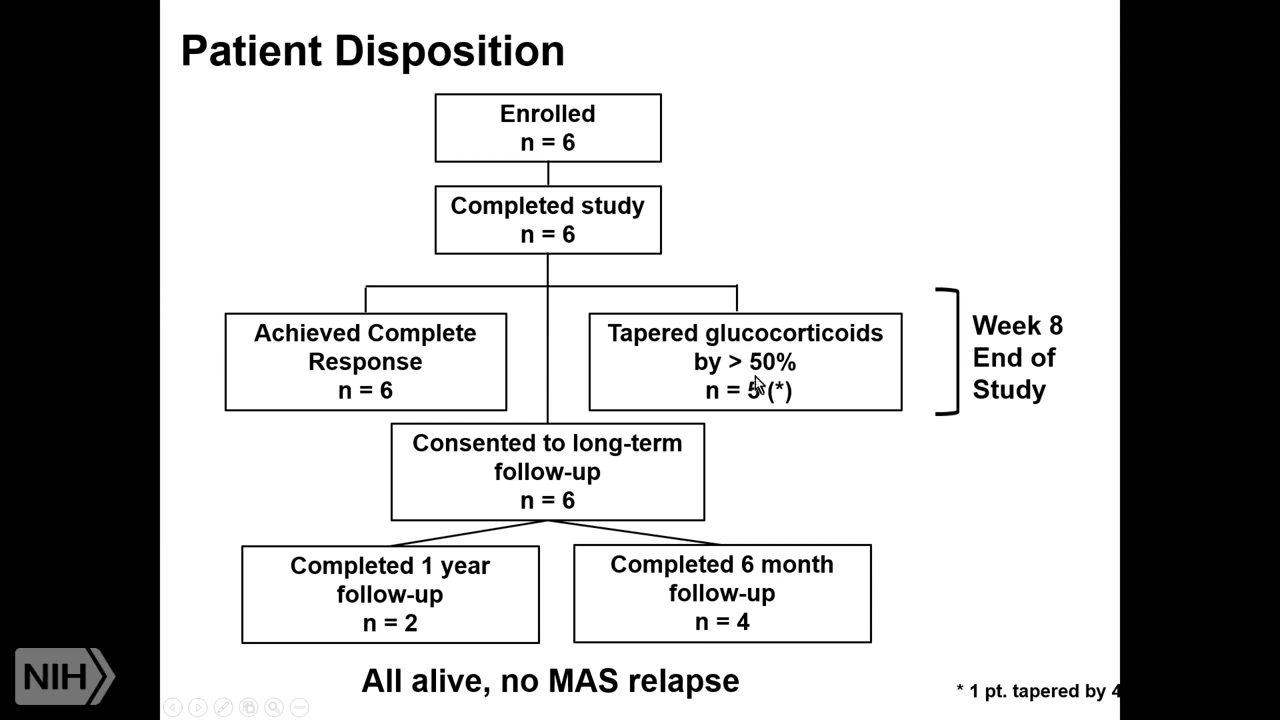 Patient Disposition
Enrolled
n = 6
Completed study
n = 6
Achieved Complete
Response
n = 6
Tapered glucocorticoids
by > 50%
n = 5 (*)
Week 8
End of
Study
Consented to long-term
follow-up
n = 6
Completed 1 year
follow-up
n = 2
Completed 6 month
follow-up
n = 4
All alive, no MAS relapse
* 1 pt. tapered by 4
NIH